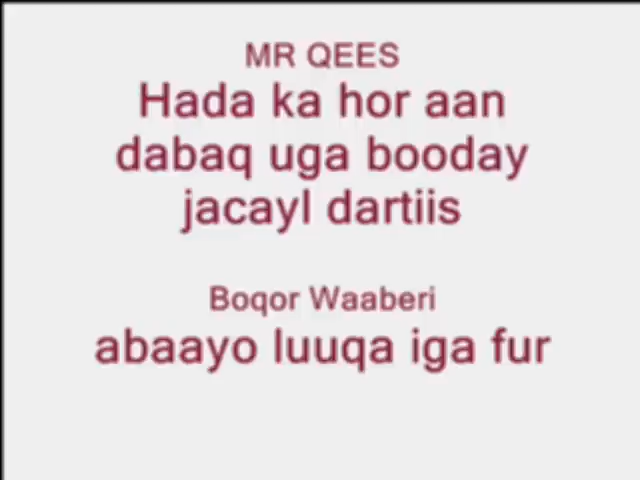 MR QEES
Hada ka hor aan
dabaq uga booday
jacayl dartiis
Boqor Waaberi
abaayo luuqa iga fur